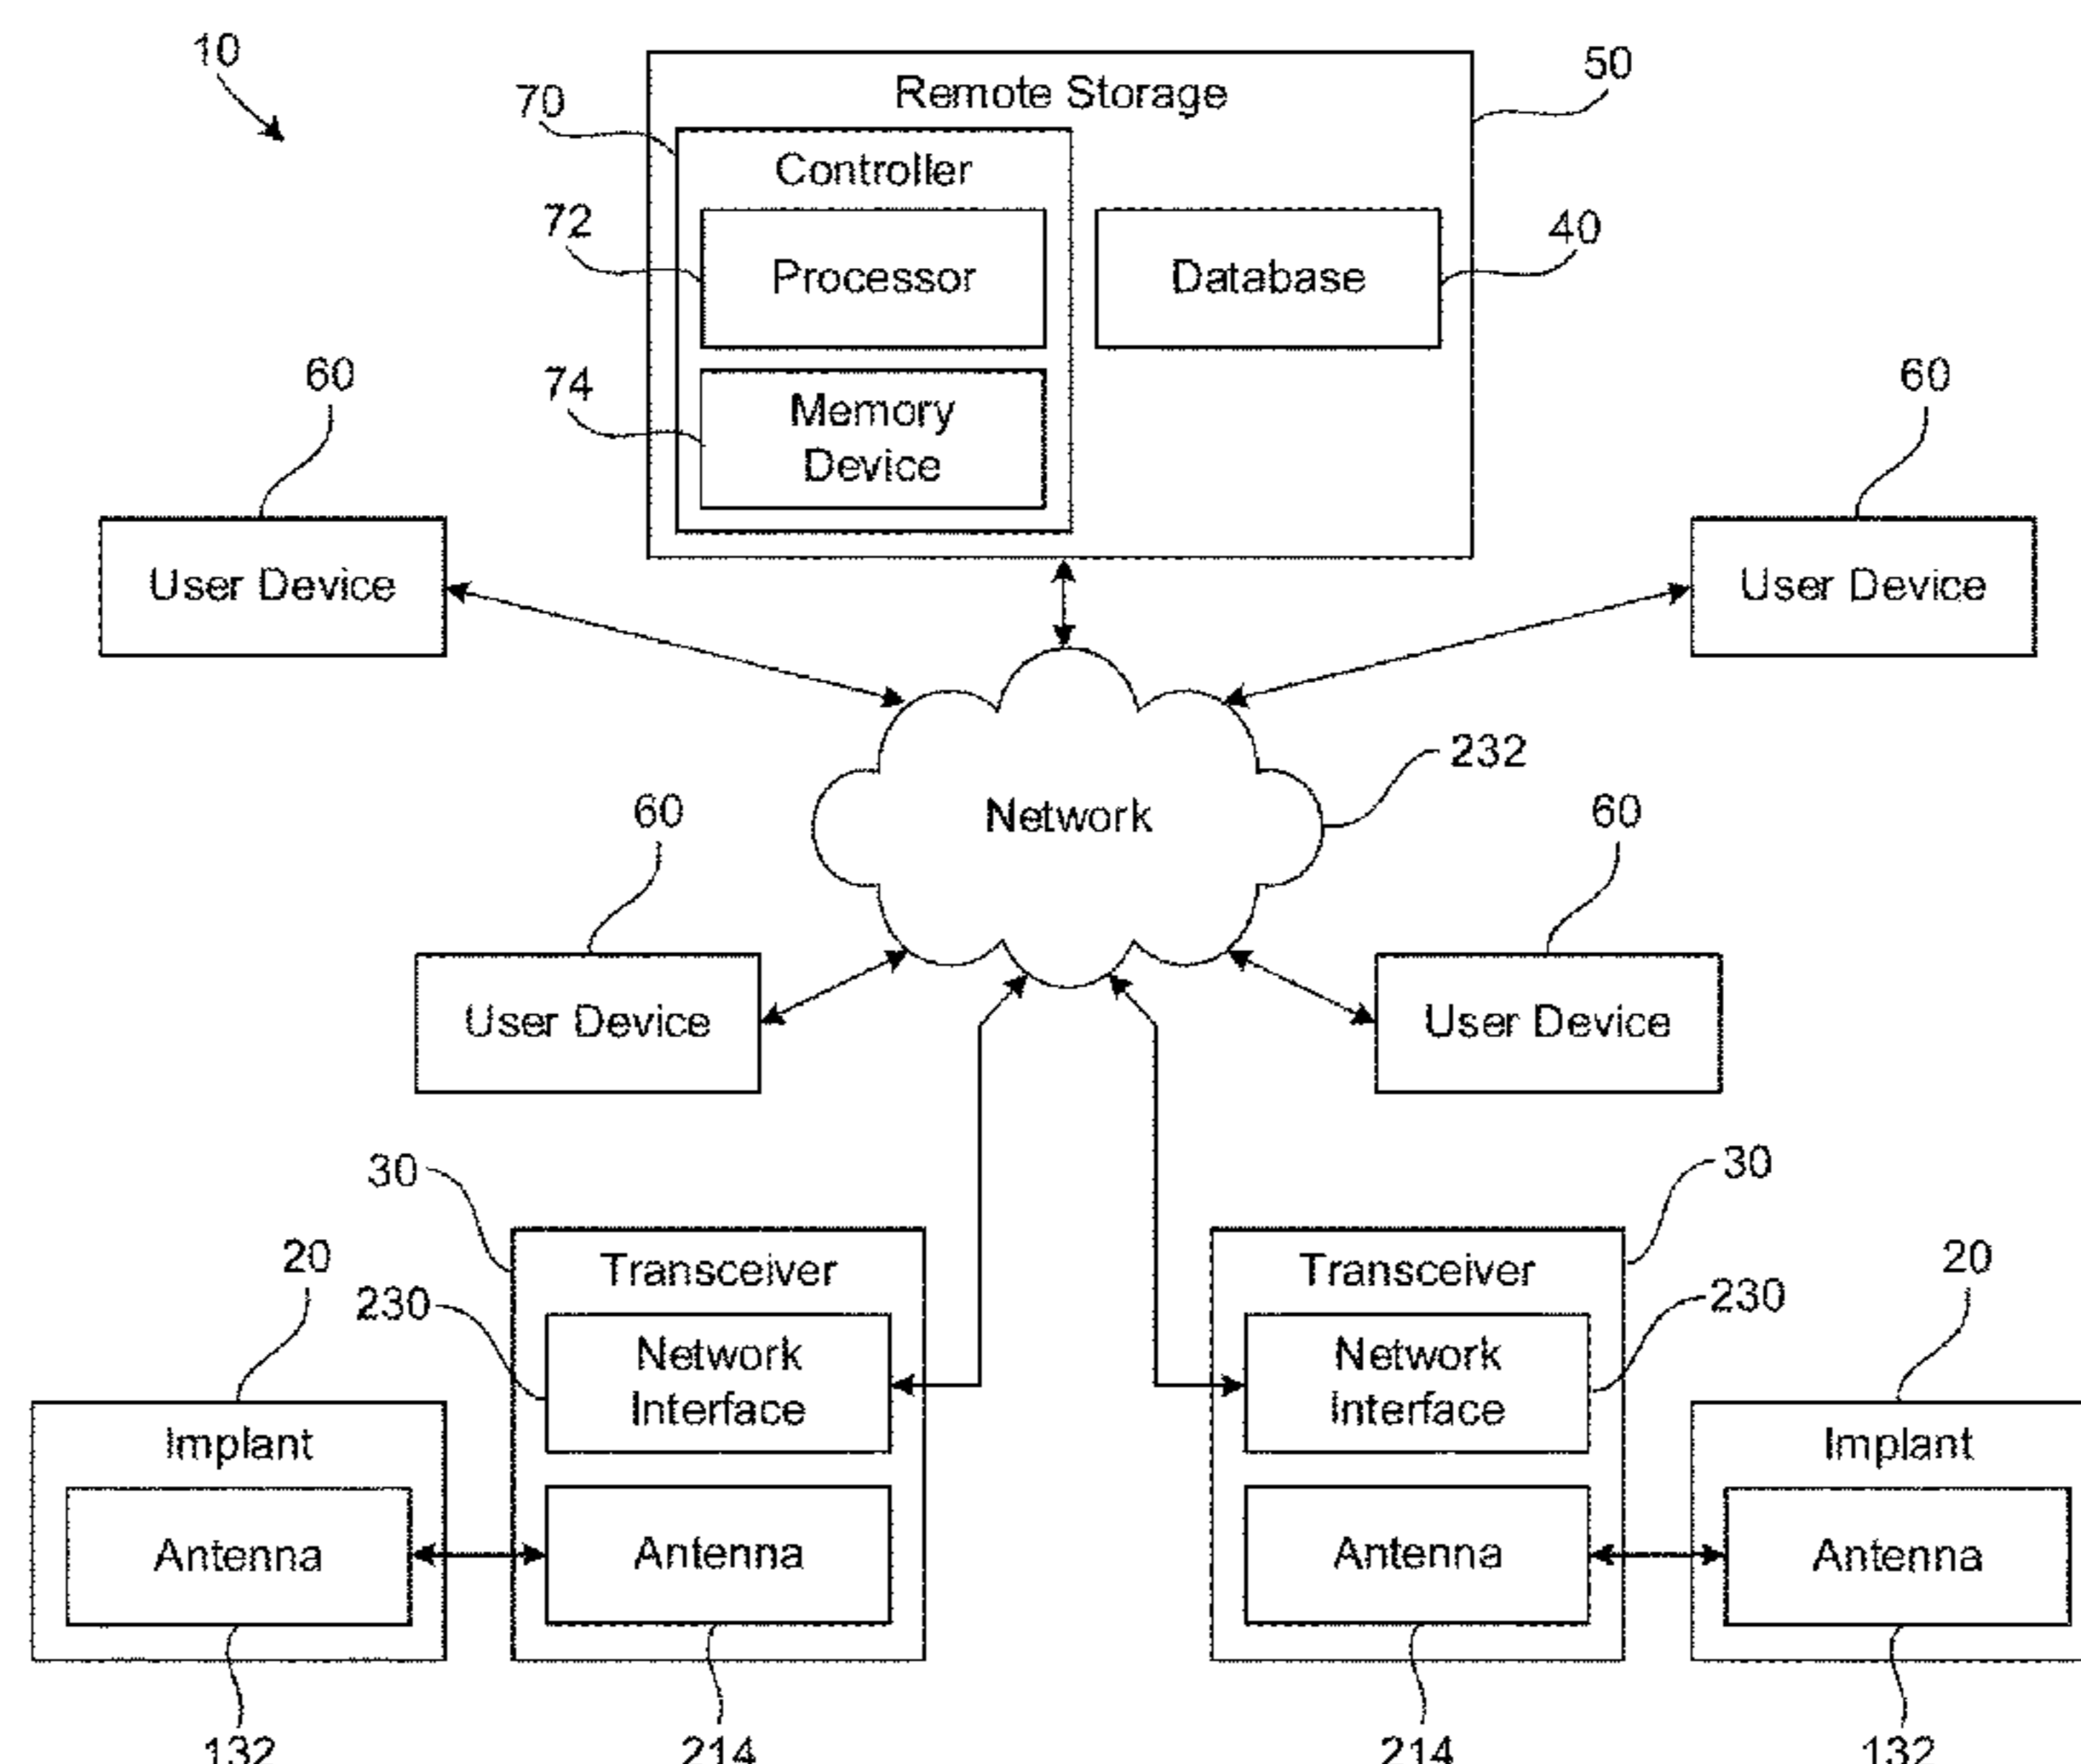 10
Remote Storage
50
70
Controller
72
Processor
Database
40
74
Memory
Device
60
User Device
60
User Device
Network
232
60
User Device
60
User Device
30
Transceiver
230
Network
Interface
Antenna
214
20
Implant
Antenna
132
30
Transceiver
230
Network
Interface
Antenna
214
20
Implant
Antenna
132